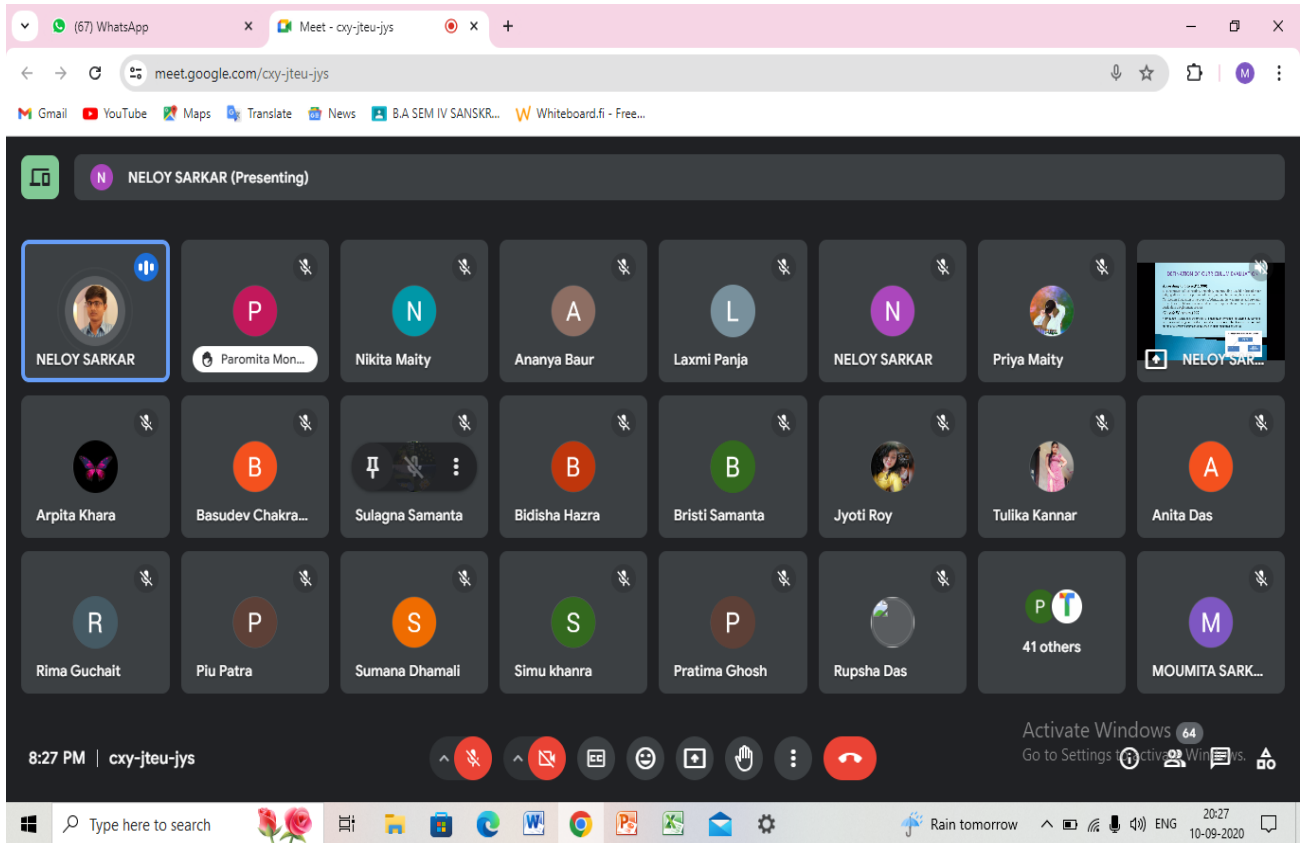 (67) WhatsApp
Meet - cxy-jteu-jys
meet.google.com/cxy-jteu-jys
M
Gmail
YouTube
Maps
Translate
News
B.A SEM IV SANSKR...
Whiteboard.fi - Free...
N
NELOY SARKAR (Presenting)
NELOY SARKAR
P
Paromita Mon...
N
Nikita Maity
A
Ananya Baur
L
Laxmi Panja
N
NELOY SARKAR
Priya Maity
DEFINITION OF CURRICULUM EVALUATION
NELOY SAR...
Arpita Khara
B
Basudev Chakra...
Sulagna Samanta
B
Bidisha Hazra
B
Bristi Samanta
Jyoti Roy
Tulika Kannar
A
Anita Das
R
Rima Guchait
P
Piu Patra
S
Sumana Dhamali
S
Simu khanra
P
Pratima Ghosh
Rupsha Das
P T
41 others
M
MOUMITA SARK...
8:27 PM | cxy-jteu-jys
CC
Activate Windows
64
Go to Settings to activate Windows.
Type here to search
Rain tomorrow
ENG
20:27
10-09-2020